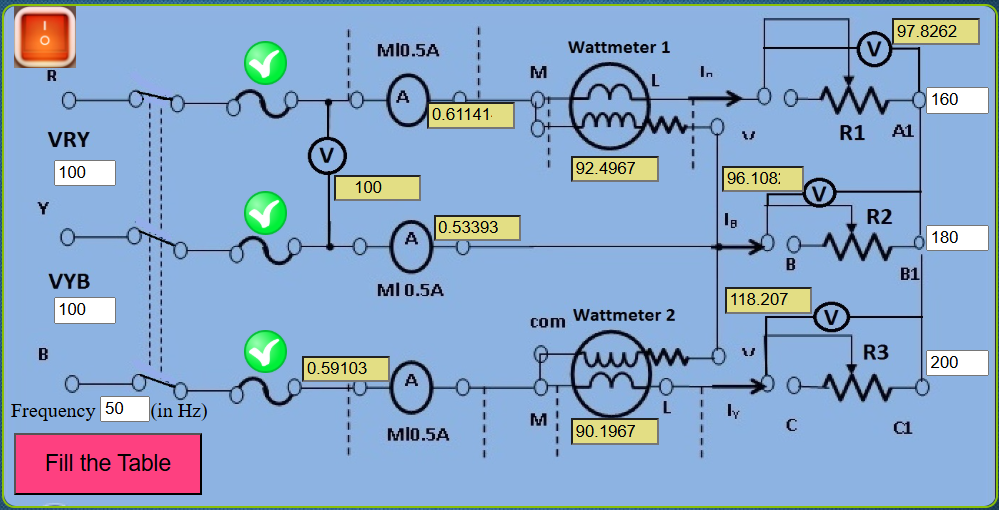 I
O
97.8262
MI0.5A
Wattmeter 1
V
R
M
L
A
0.61141
160
R1
A1
V
VRY
V
92.4967
100
96.108
100
V
Y
0.53393
R2
I_B
A
180
B
B1
VYB
MI 0.5A
118.207
100
com
Wattmeter 2
V
B
0.59103
R3
V
200
A
Frequency
50
(in Hz)
M
L
I_Y
C
C1
MI0.5A
90.1967
Fill the Table